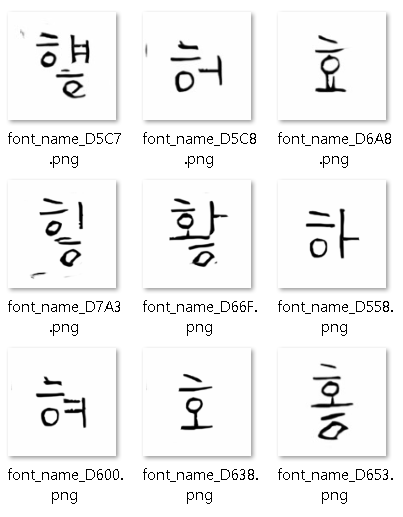 헇 허 효
font_name_D5C7 font_name_D5C8 font_name_D6A8
.png .png .png
힣 홯 하
font_name_D7A3 font_name_D66F. font_name_D558.
.png png png
혀 호 홓
font_name_D600. font_name_D638. font_name_D653.
png png png